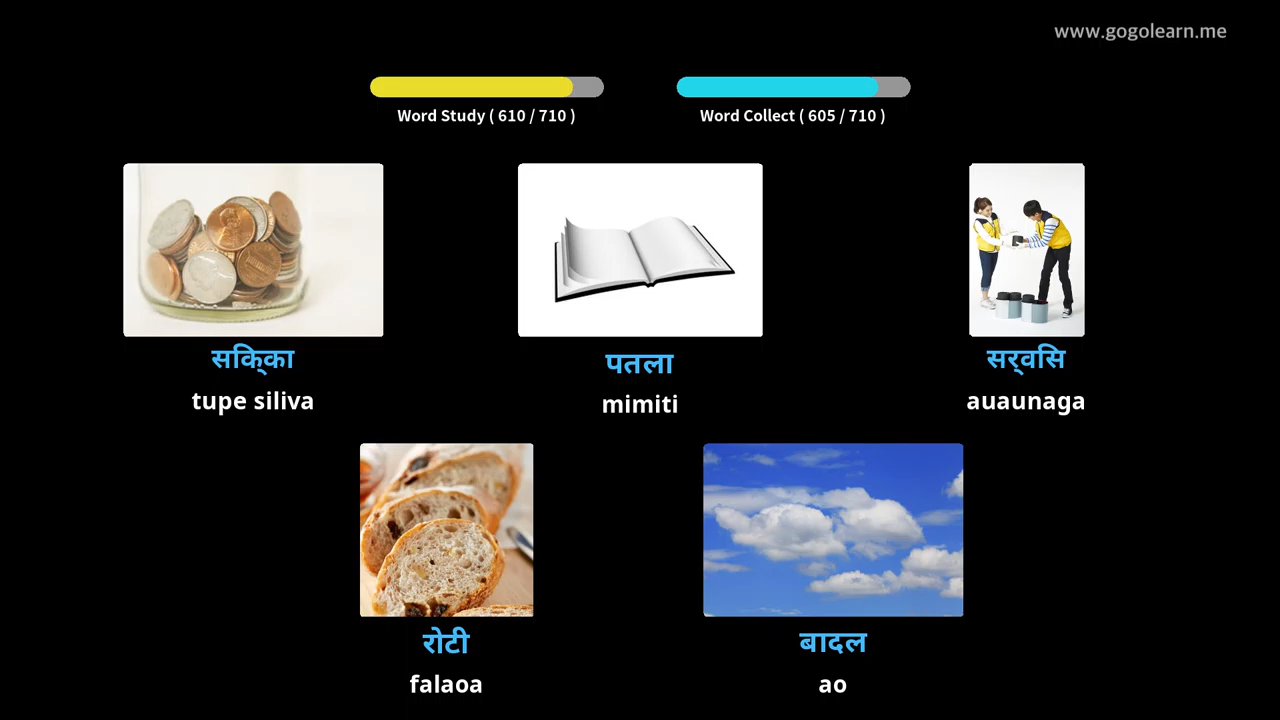 www.gogolearn.me
Word Study ( 610 / 710 )
Word Collect ( 605 / 710 )
सक्किा
पतला
सर्वसि
tupe siliva
mimiti
auaunaga
रोटी
बादल
falaoa
ao